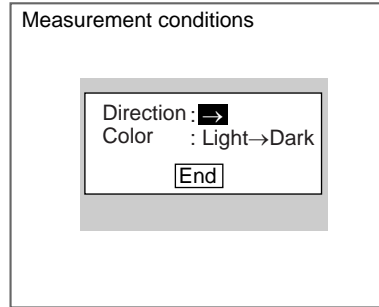 Measurement conditions
Direction : →
Color : Light→Dark
End